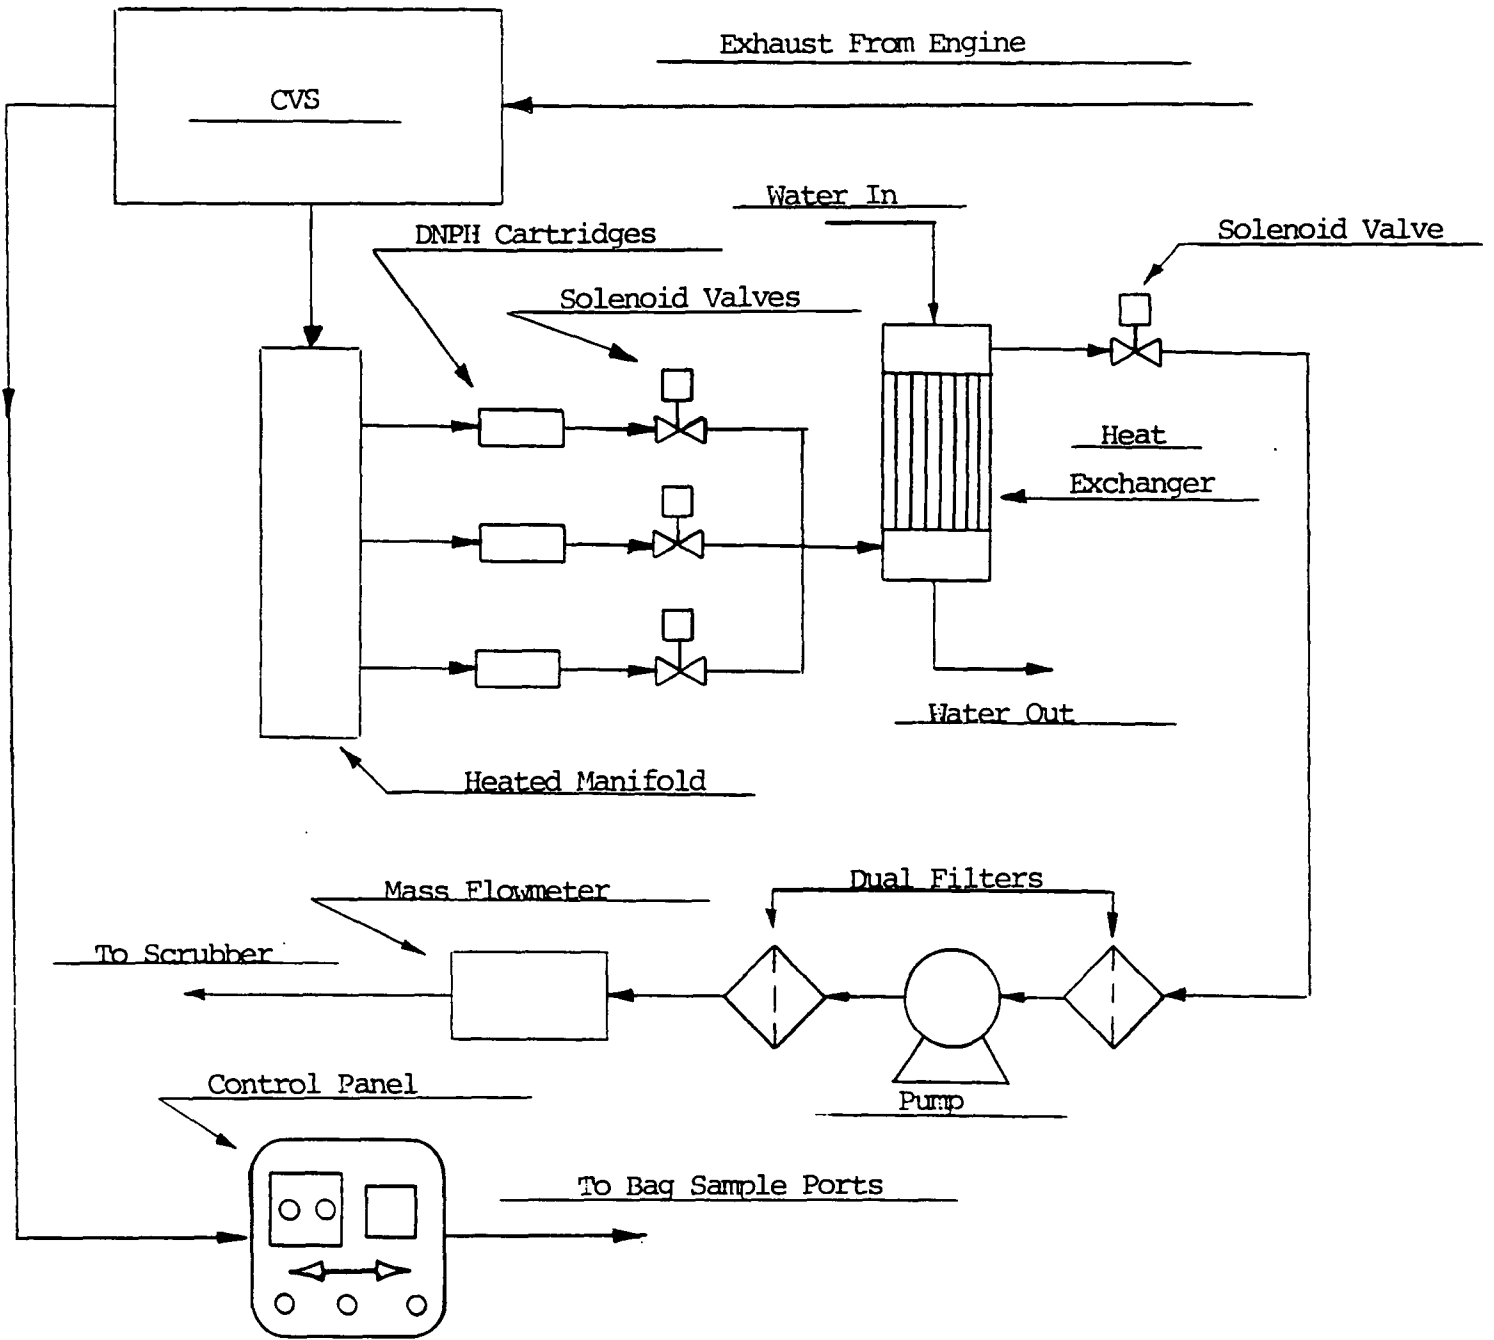 Exhaust From Engine
CVS
Water In
Solenoid Valve
DNPH Cartridges
Solenoid Valves
Heat
Exchanger
Water Out
Heated Manifold
Dual Filters
Mass Flowmeter
To Scrubber
Control Panel
Pump
To Bag Sample Ports